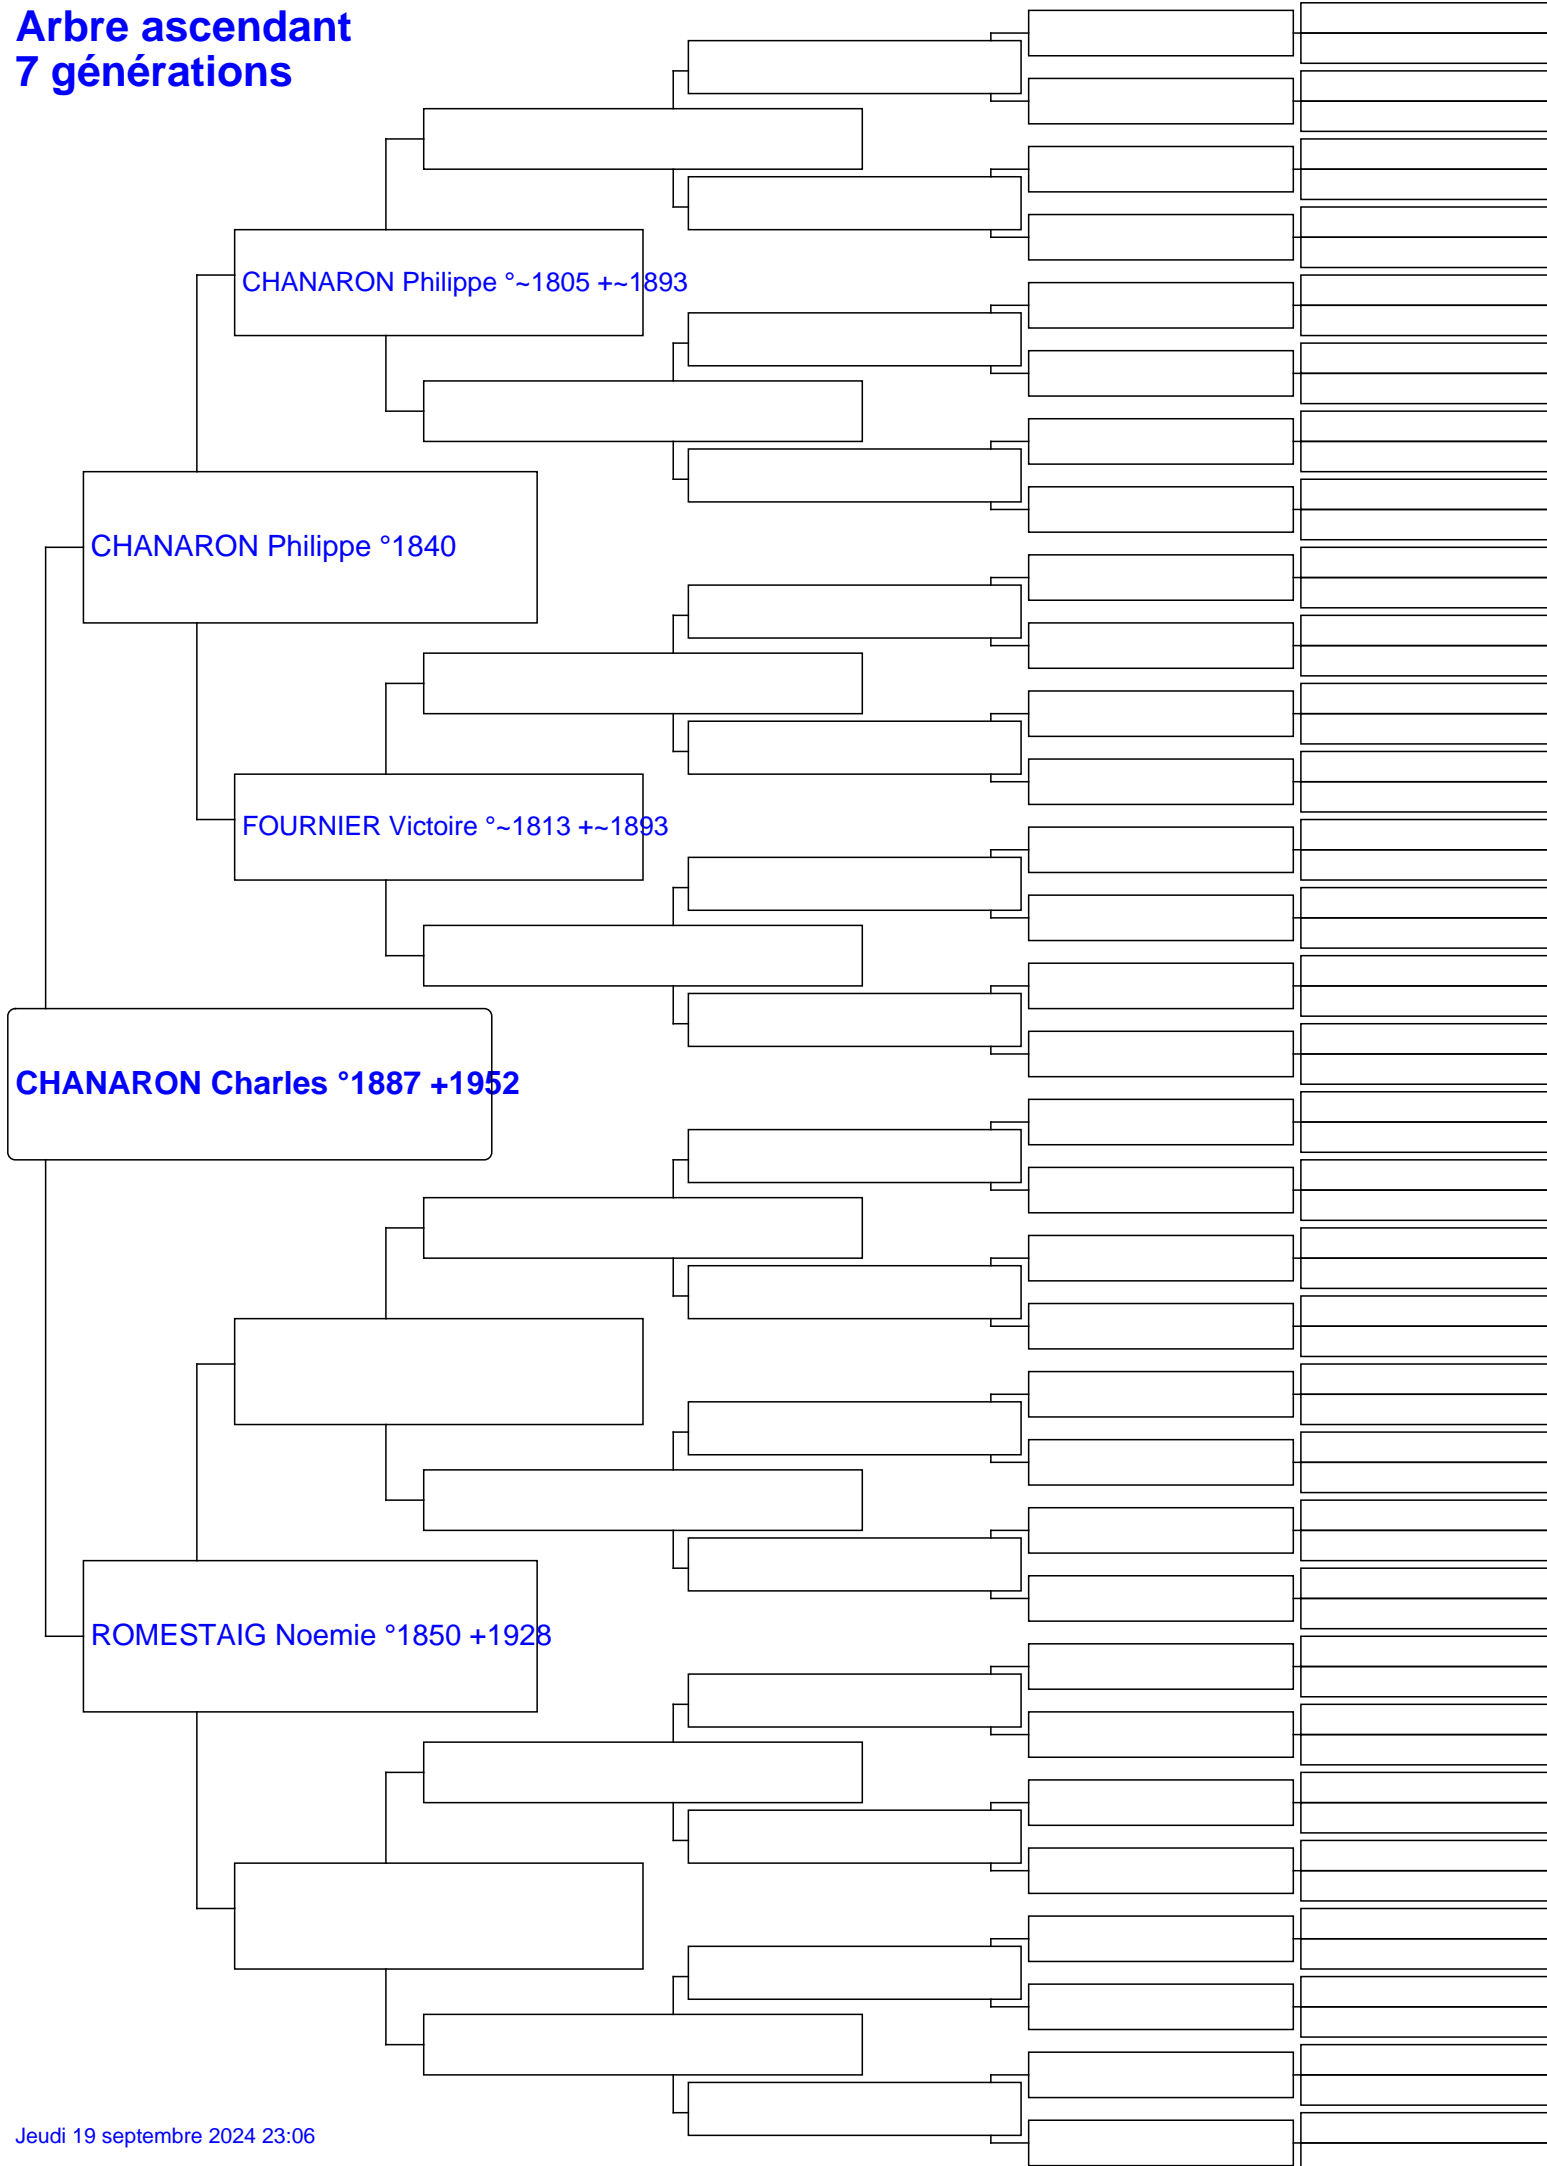 Arbre ascendant
7 générations
CHANARON Philippe °~1805 +~1893
CHANARON Philippe °1840
FOURNIER Victoire °~1813 +~1893
CHANARON Charles °1887 +1952
ROMESTAIG Noemie °1850 +1928
Jeudi 19 septembre 2024 23:06